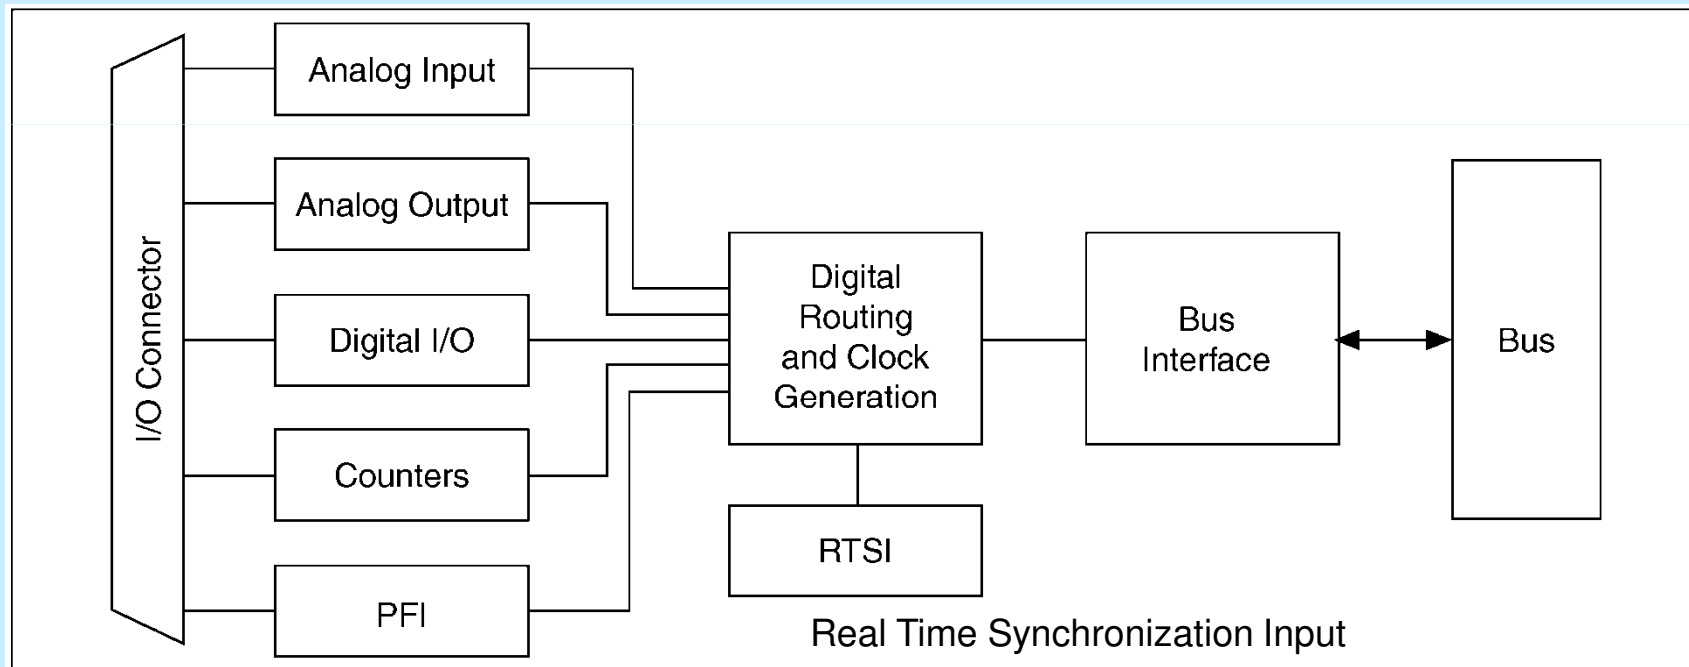 I/O Connector
Analog Input
Analog Output
Digital I/O
Counters
PFI
Digital
Routing
and Clock
Generation
RTSI
Real Time Synchronization Input
Bus
Interface
Bus